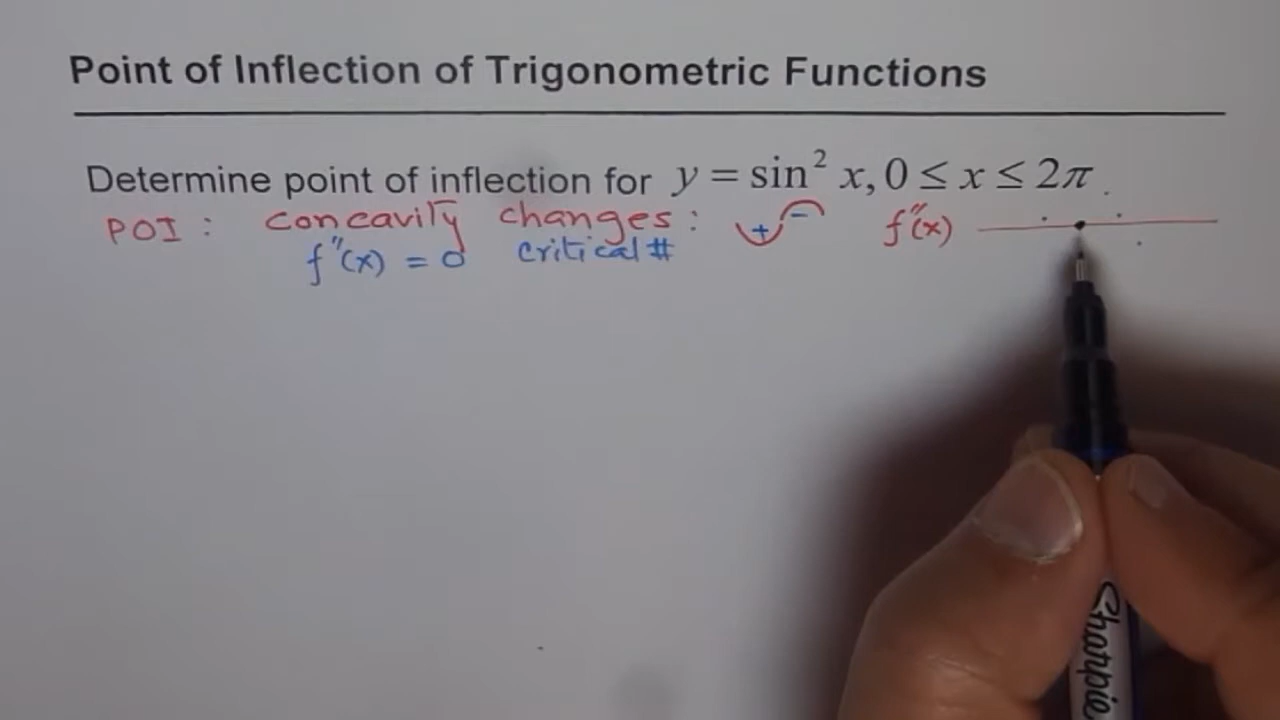 Point of Inflection of Trigonometric Functions
Determine point of inflection for y = sin² x, 0 ≤ x ≤ 2π.
POI : concavity changes : + − f″(x)
f″(x) = 0 critical #
Sharpie